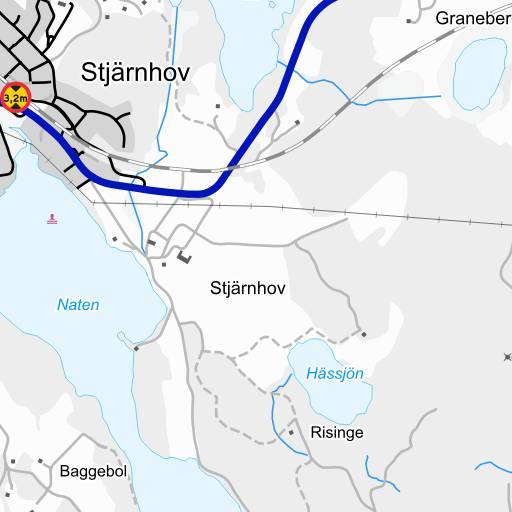 Graneber
Stjärnhov
3,2m
Stjärnhov
Naten
Hässjön
Risinge
Baggebol